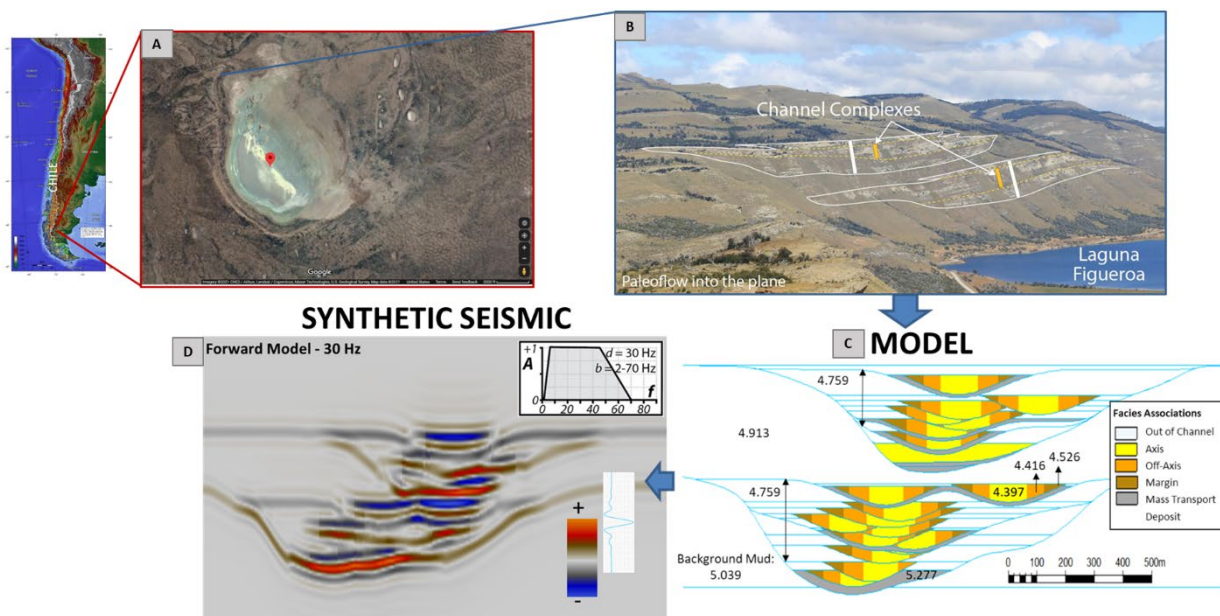 A
CHILE
Google
B
Channel Complexes
Laguna
Figueroa
Paleoflow into the plane
SYNTHETIC SEISMIC
D
Forward Model - 30 Hz
+1
A
0
d = 30 Hz
b = 2-70 Hz
f
0 20 40 60 80
+
-
C
MODEL
4.759
4.913
4.759
4.416
4.526
4.397
Background Mud:
5.039
5.277
Facies Associations
Out of Channel
Axis
Off-Axis
Margin
Mass Transport
Deposit
0 100 200 300 400 500m